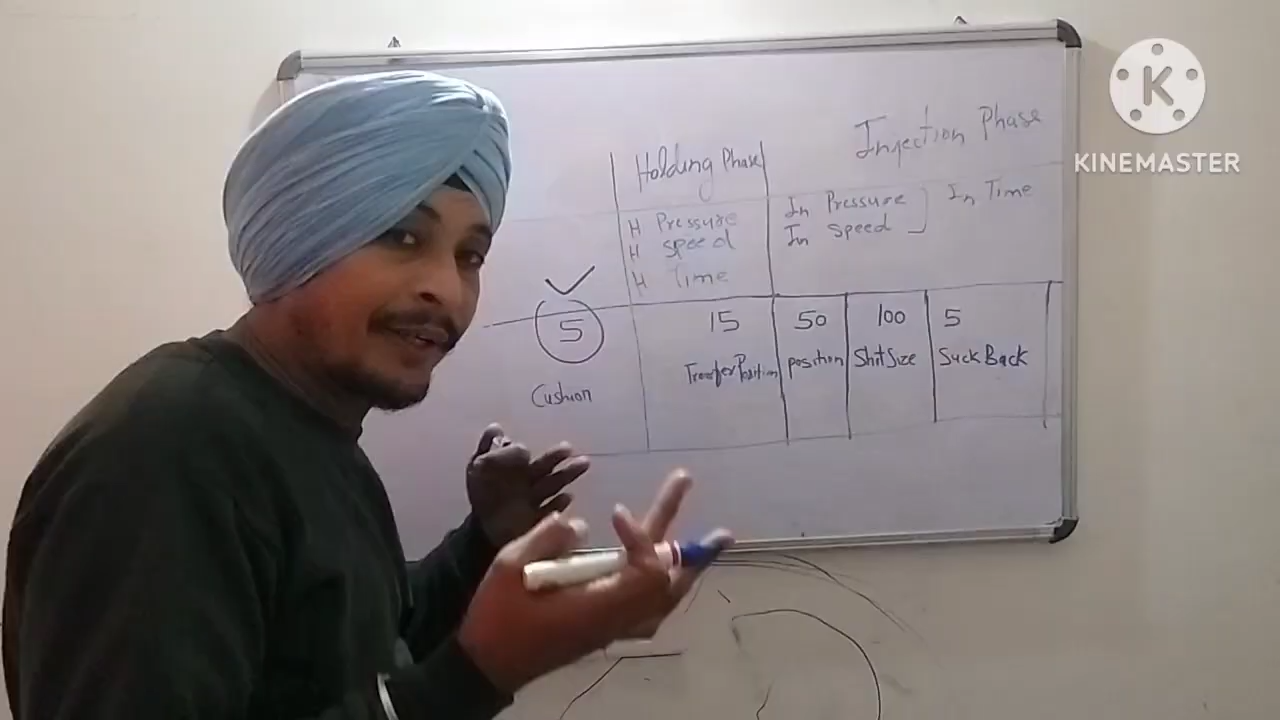 Injection Phase
Holding Phase
In Pressure
In Speed
In Time
H Pressure
H Speed
H Time
5
15
50
100
5
Cushion
Transfer Position
Position
Shot Size
Suck Back
K
KINEMASTER